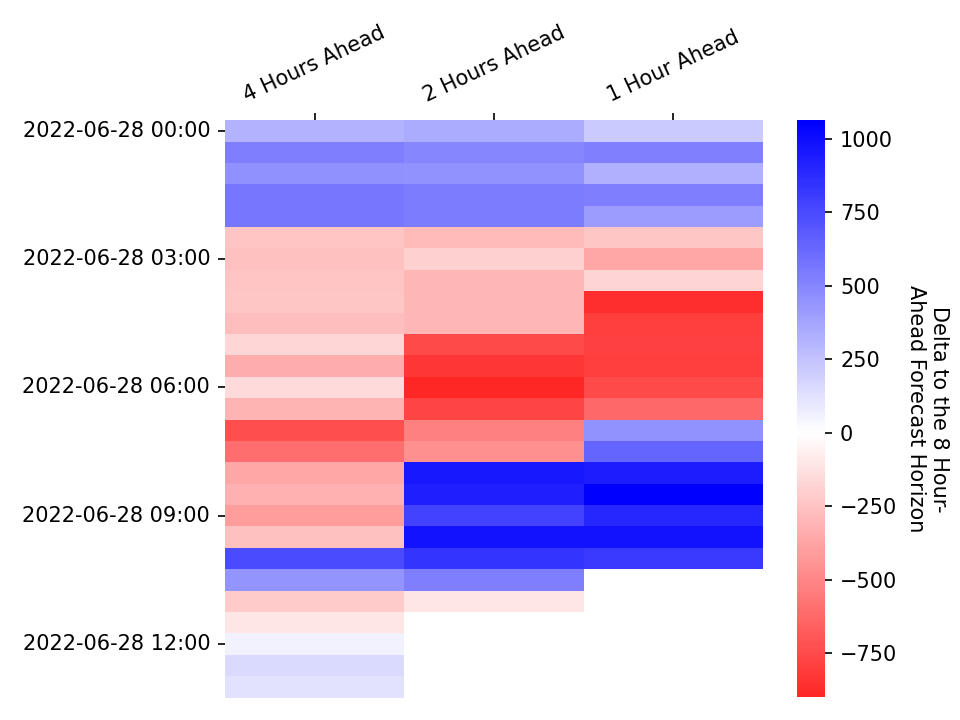 4 Hours Ahead
2 Hours Ahead
1 Hour Ahead
2022-06-28 00:00
2022-06-28 03:00
2022-06-28 06:00
2022-06-28 09:00
2022-06-28 12:00
1000
750
500
250
0
−250
−500
−750
Delta to the 8 Hour-
Ahead Forecast Horizon